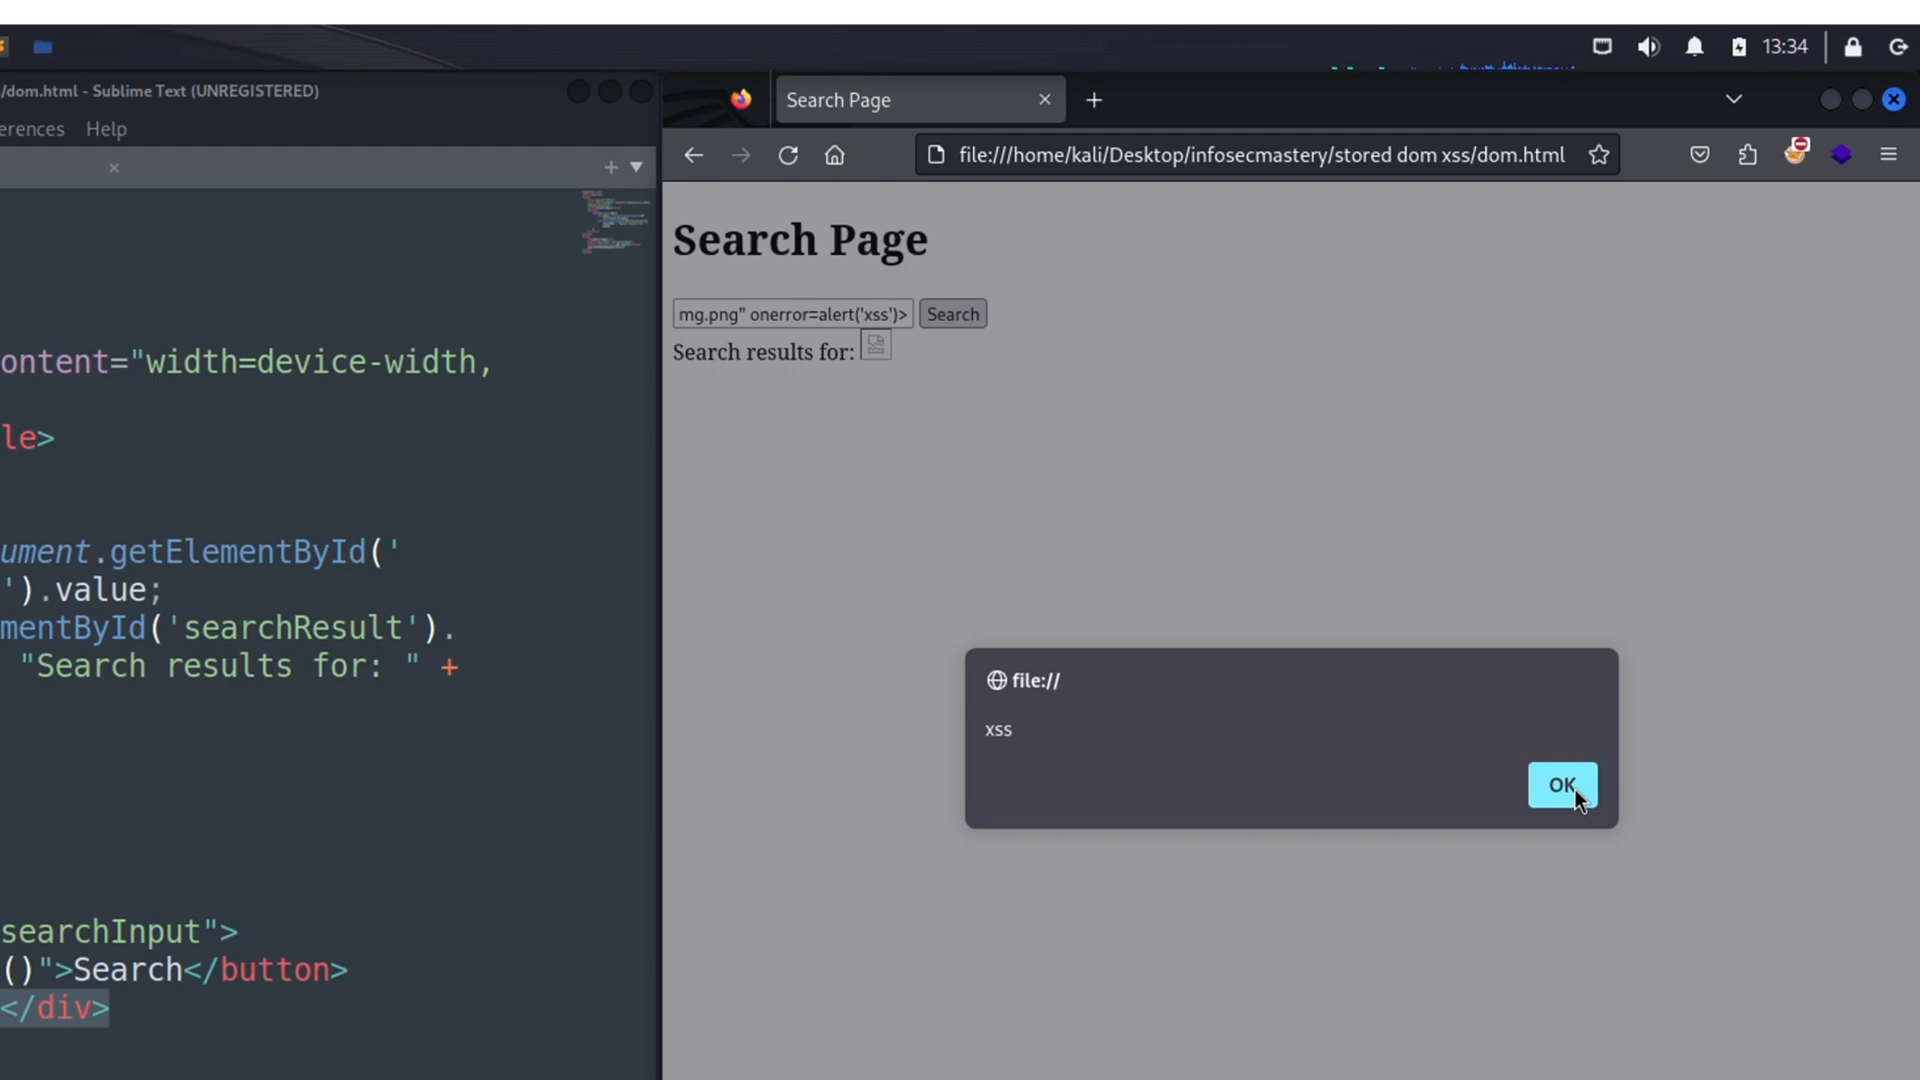 13:34
/dom.html - Sublime Text (UNREGISTERED)
erences Help
Search Page
file:///home/kali/Desktop/infosecmastery/stored dom xss/dom.html
Search Page
mg.png" onerror=alert('xss')> Search
Search results for:
file://
xss
OK
ontent="width=device-width,
le>
ument.getElementById('
').value;
mentById('searchResult').
"Search results for: " +
searchInput">
()">Search</button>
</div>